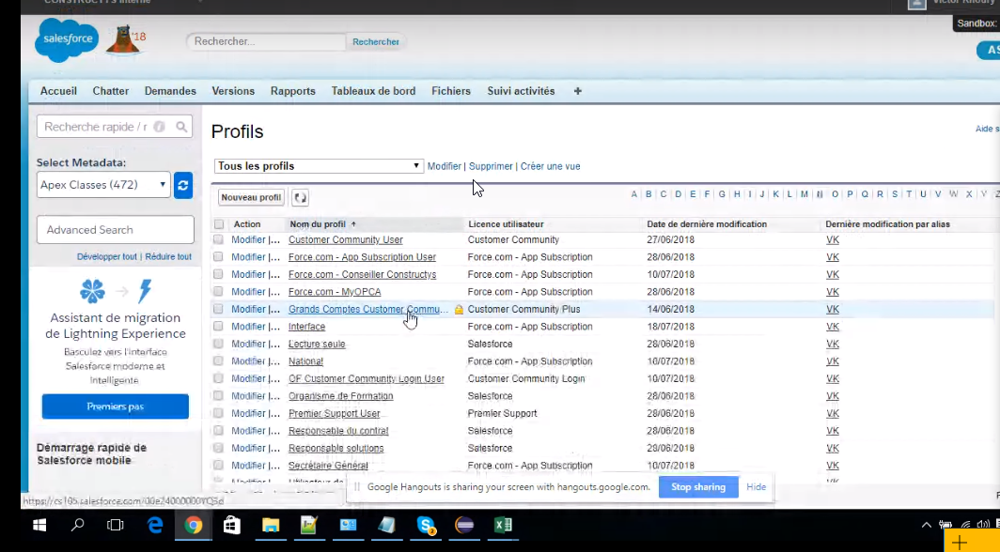 CONSTRUCTYS Interne
Victor Khoury
Sandbox:
salesforce
'18
Rechercher...
Rechercher
AS
Accueil Chatter Demandes Versions Rapports Tableaux de bord Fichiers Suivi activités +
Recherche rapide / r
Profils
Aide s
Select Metadata
Tous les profils
Modifier | Supprimer | Créer une vue
Apex Classes (472)
Nouveau profil
A B C D E F G H I J K L M N O P Q R S T U V W X Y Z
Advanced Search
Action Nom du profil Licence utilisateur Date de dernière modification Dernière modification par alias
Développer tout | Réduire tout
Modifier |... Customer Community User Customer Community 27/06/2018 VK
Modifier |... Force.com - App Subscription User Force.com - App Subscription 28/06/2018 VK
Modifier |... Force.com - Conseiller Constructys Force.com - App Subscription 10/07/2018 VK
Modifier |... Force.com - MyOPCA Force.com - App Subscription 28/06/2018 VK
Modifier |... Grands Comptes Customer Commu... Customer Community Plus 14/06/2018 VK
Modifier |... Interface Force.com - App Subscription 18/07/2018 VK
Modifier |... Lecture seule Salesforce 28/06/2018 VK
Modifier |... National Force.com - App Subscription 10/07/2018 VK
Modifier |... OF Customer Community Login User Customer Community Login 10/07/2018 VK
Modifier |... Organisme de Formation Salesforce 28/06/2018 VK
Modifier |... Premier Support User Premier Support 28/06/2018 VK
Modifier |... Responsable du contrat Salesforce 28/06/2018 VK
Modifier |... Responsable solutions Salesforce 28/06/2018 VK
Modifier |... Secrétaire Général Force.com - App Subscription 10/07/2018 VK
Assistant de migration
de Lightning Experience
Basculez vers l'interface
Salesforce moderne et
intelligente
Premiers pas
Démarrage rapide de
Salesforce mobile
Google Hangouts is sharing your screen with hangouts.google.com.
Stop sharing
Hide